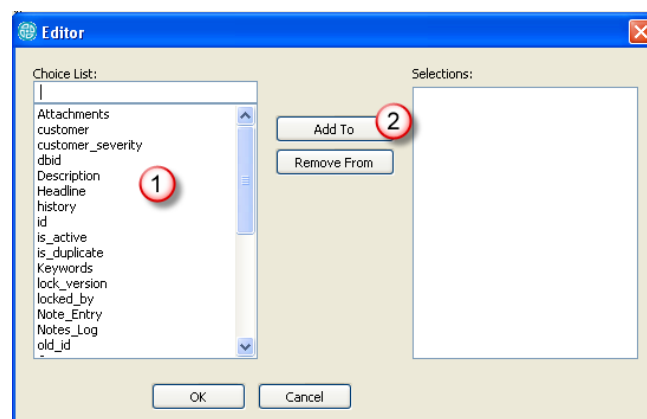 Editor
Choice List:
Selections:
Attachments
customer
customer_severity
dbid
Description
Headline
history
id
is_active
is_duplicate
Keywords
lock_version
locked_by
Note_Entry
Notes_Log
old_id
1
Add To
2
Remove From
OK
Cancel